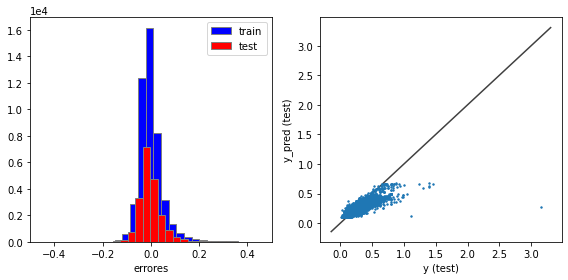 1e4
1.6
1.4
1.2
1.0
0.8
0.6
0.4
0.2
0.0
−0.4 −0.2 0.0 0.2 0.4
errores
train
test
3.0
2.5
2.0
1.5
1.0
0.5
0.0
y_pred (test)
0.0 0.5 1.0 1.5 2.0 2.5 3.0
y (test)